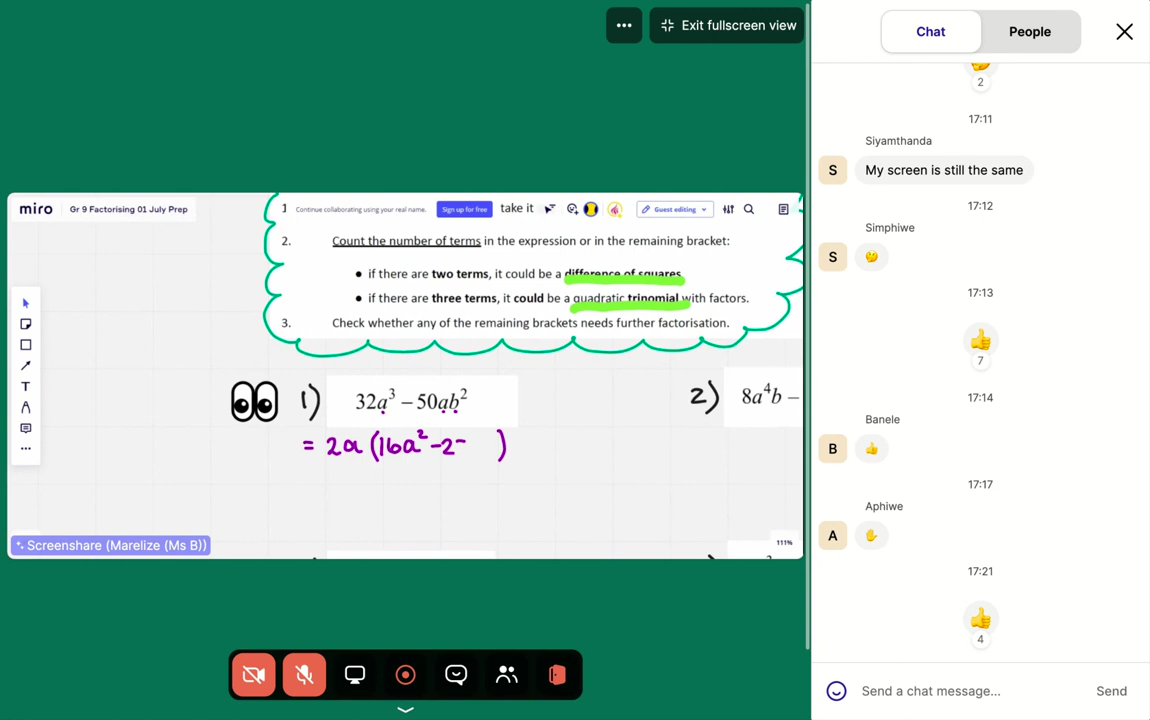 Exit fullscreen view
Chat
People
2
17:11
Siyamthanda
S
My screen is still the same
17:12
Simphiwe
S
17:13
7
17:14
Banele
B
17:17
Aphiwe
A
17:21
4
Send a chat message...
Send
miro
Gr 9 Factorising 01 July Prep
1
Continue collaborating using your real name.
Sign up for free
take it
Guest editing
2. Count the number of terms in the expression or in the remaining bracket:
• if there are two terms, it could be a difference of squares
• if there are three terms, it could be a quadratic trinomial with factors.
3. Check whether any of the remaining brackets needs further factorisation.
1) 32a³ – 50ab²
= 2a (16a² – 2 )
2) 8a⁴b –
T
Screenshare (Marelize (Ms B))
111%